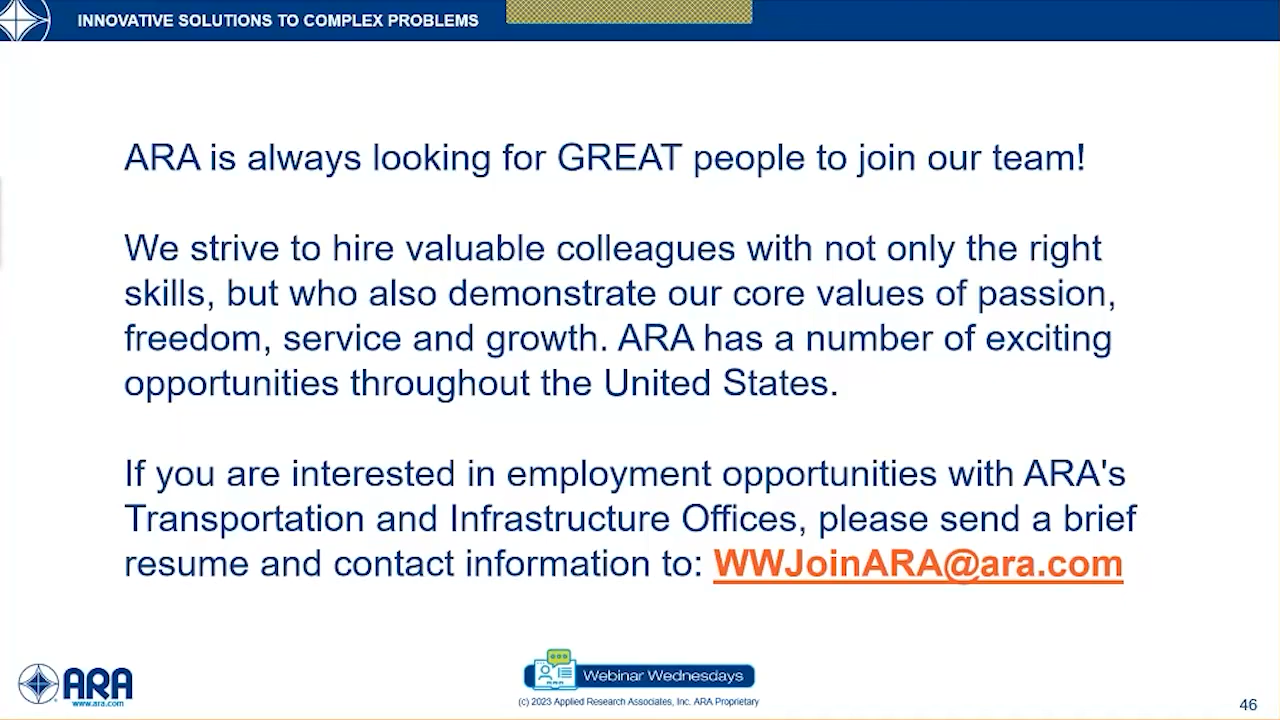 INNOVATIVE SOLUTIONS TO COMPLEX PROBLEMS
ARA is always looking for GREAT people to join our team!
We strive to hire valuable colleagues with not only the right
skills, but who also demonstrate our core values of passion,
freedom, service and growth. ARA has a number of exciting
opportunities throughout the United States.
If you are interested in employment opportunities with ARA's
Transportation and Infrastructure Offices, please send a brief
resume and contact information to: WWJoinARA@ara.com
ARA
www.ara.com
ARA
Webinar Wednesdays
(c) 2023 Applied Research Associates, Inc. ARA Proprietary
46